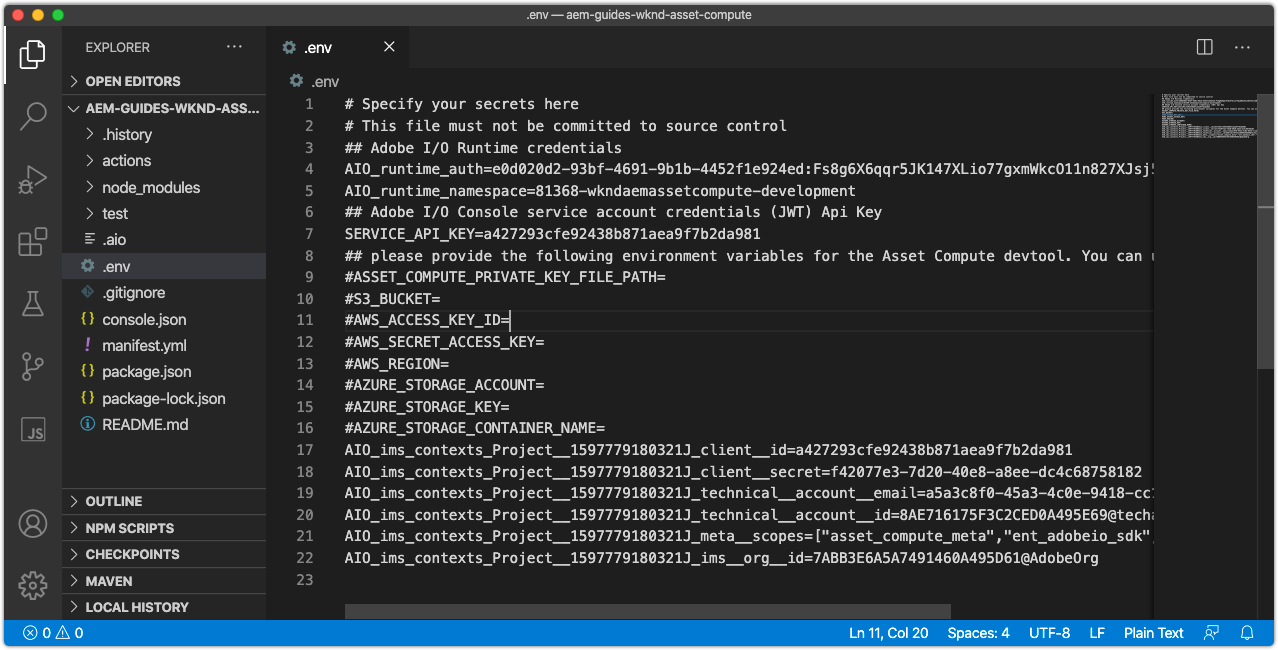 .env — aem-guides-wknd-asset-compute
EXPLORER
OPEN EDITORS
AEM-GUIDES-WKND-ASS...
.history
actions
node_modules
test
.aio
.env
.gitignore
console.json
manifest.yml
package.json
package-lock.json
README.md
OUTLINE
NPM SCRIPTS
CHECKPOINTS
MAVEN
LOCAL HISTORY
JS
.env
.env
1 # Specify your secrets here
2 # This file must not be committed to source control
3 ## Adobe I/O Runtime credentials
4 AIO_runtime_auth=e0d020d2-93bf-4691-9b1b-4452f1e924ed:Fs8g6X6qqr5JK147XLio77gxmWkcO11n827XJsj5
5 AIO_runtime_namespace=81368-wkndaemassetcompute-development
6 ## Adobe I/O Console service account credentials (JWT) Api Key
7 SERVICE_API_KEY=a427293cfe92438b871aea9f7b2da981
8 ## please provide the following environment variables for the Asset Compute devtool. You can
9 #ASSET_COMPUTE_PRIVATE_KEY_FILE_PATH=
10 #S3_BUCKET=
11 #AWS_ACCESS_KEY_ID=
12 #AWS_SECRET_ACCESS_KEY=
13 #AWS_REGION=
14 #AZURE_STORAGE_ACCOUNT=
15 #AZURE_STORAGE_KEY=
16 #AZURE_STORAGE_CONTAINER_NAME=
17 AIO_ims_contexts_Project__1597779180321J_client__id=a427293cfe92438b871aea9f7b2da981
18 AIO_ims_contexts_Project__1597779180321J_client__secret=f42077e3-7d20-40e8-a8ee-dc4c68758182
19 AIO_ims_contexts_Project__1597779180321J_technical__account__email=a5a3c8f0-45a3-4c0e-9418-cc
20 AIO_ims_contexts_Project__1597779180321J_technical__account__id=8AE716175F3C2CED0A495E69@techa
21 AIO_ims_contexts_Project__1597779180321J_meta__scopes=["asset_compute_meta","ent_adobeio_sdk",
22 AIO_ims_contexts_Project__1597779180321J_ims__org__id=7ABB3E6A5A7491460A495D61@AdobeOrg
23
0 0
Ln 11, Col 20
Spaces: 4
UTF-8
LF
Plain Text